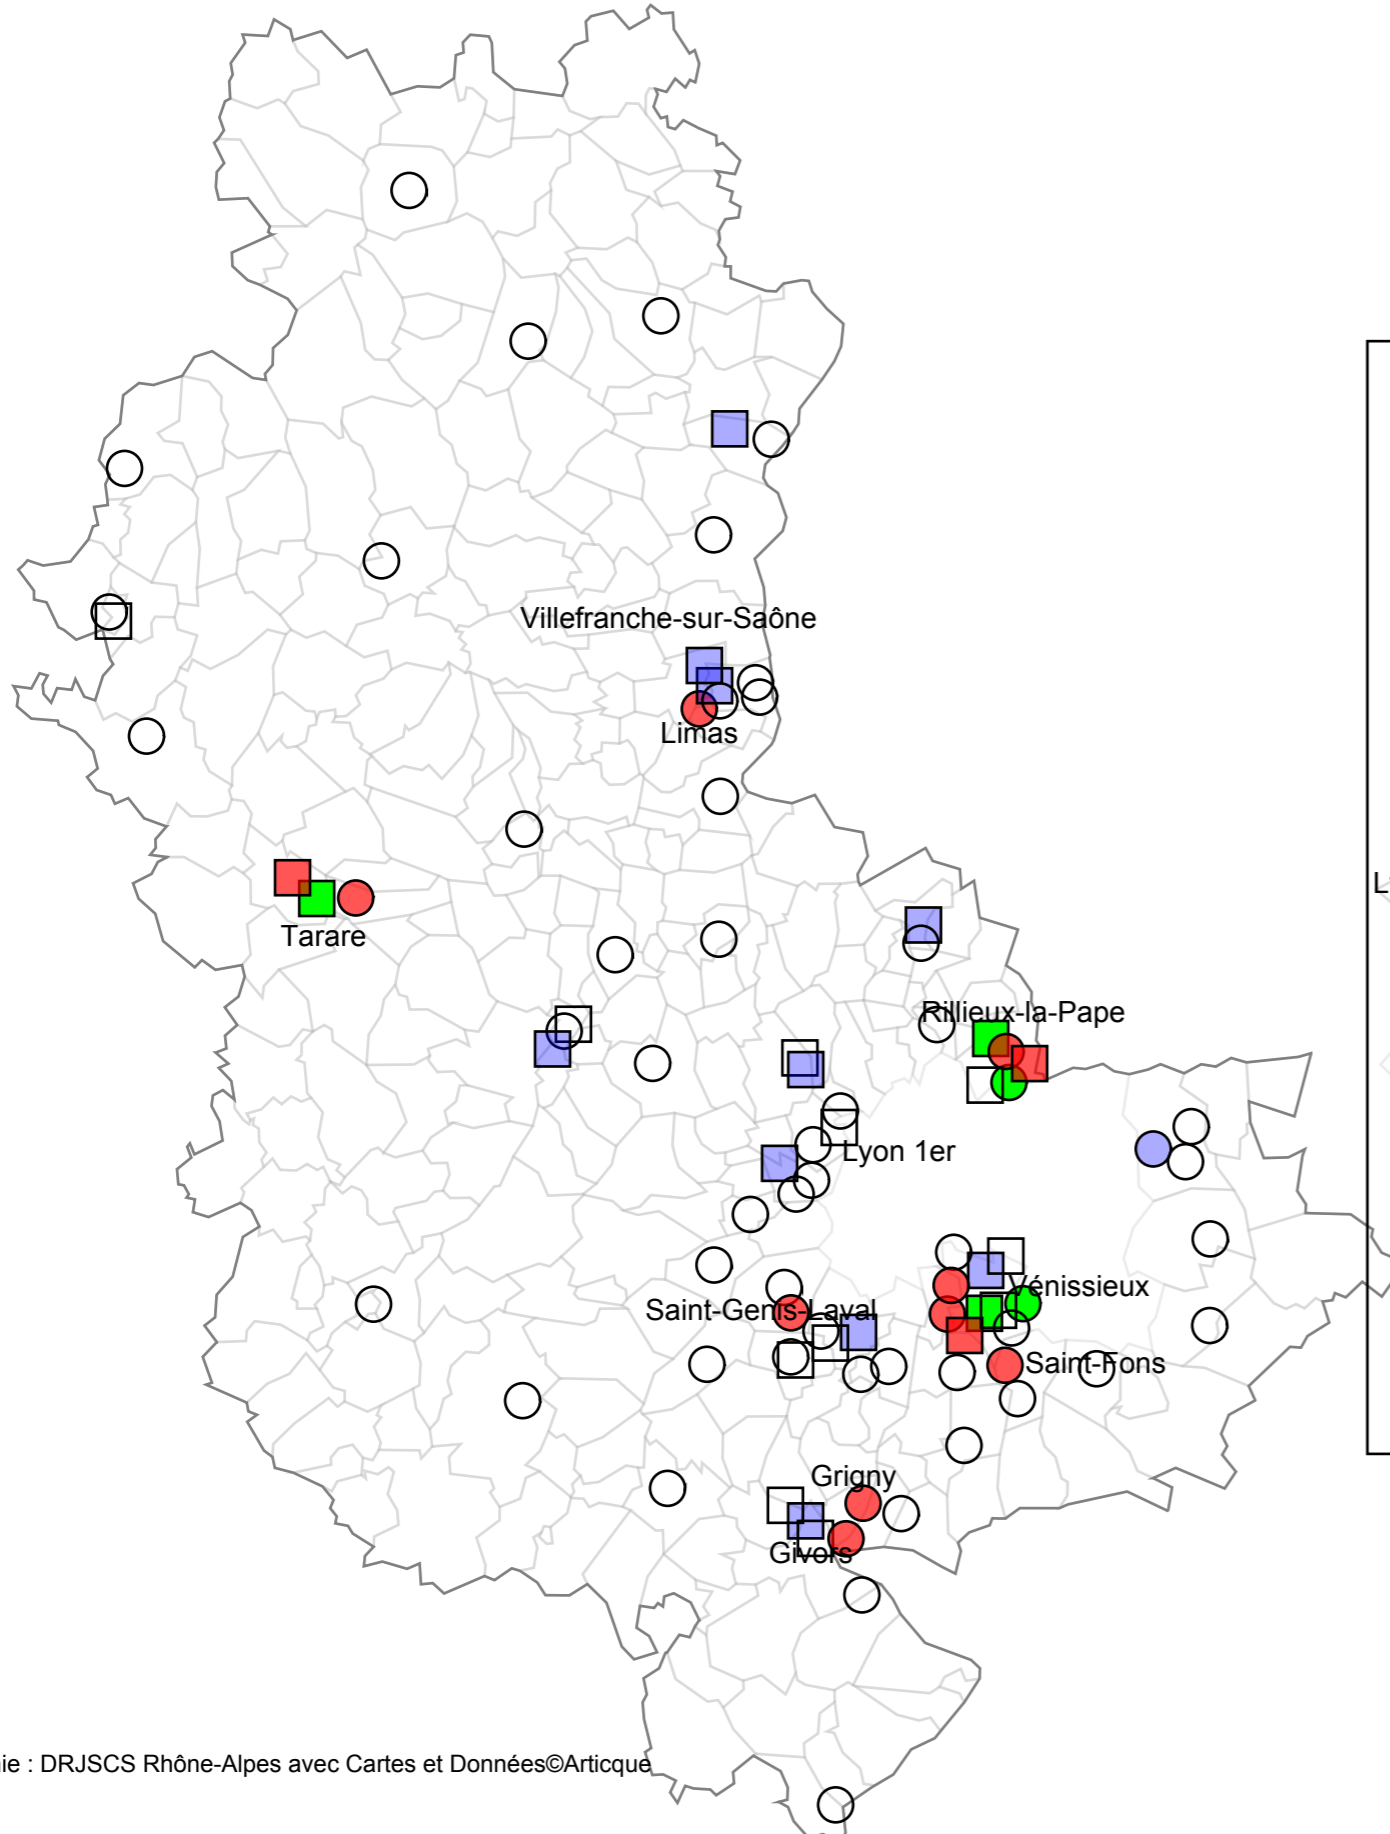 Villefranche-sur-Saône
Limas
L
Tarare
Rillieux-la-Pape
Lyon 1er
Vénissieux
Saint-Genis-Laval
Saint-Fons
Grigny
Givors
ie : DRJSCS Rhône-Alpes avec Cartes et Données©Articque